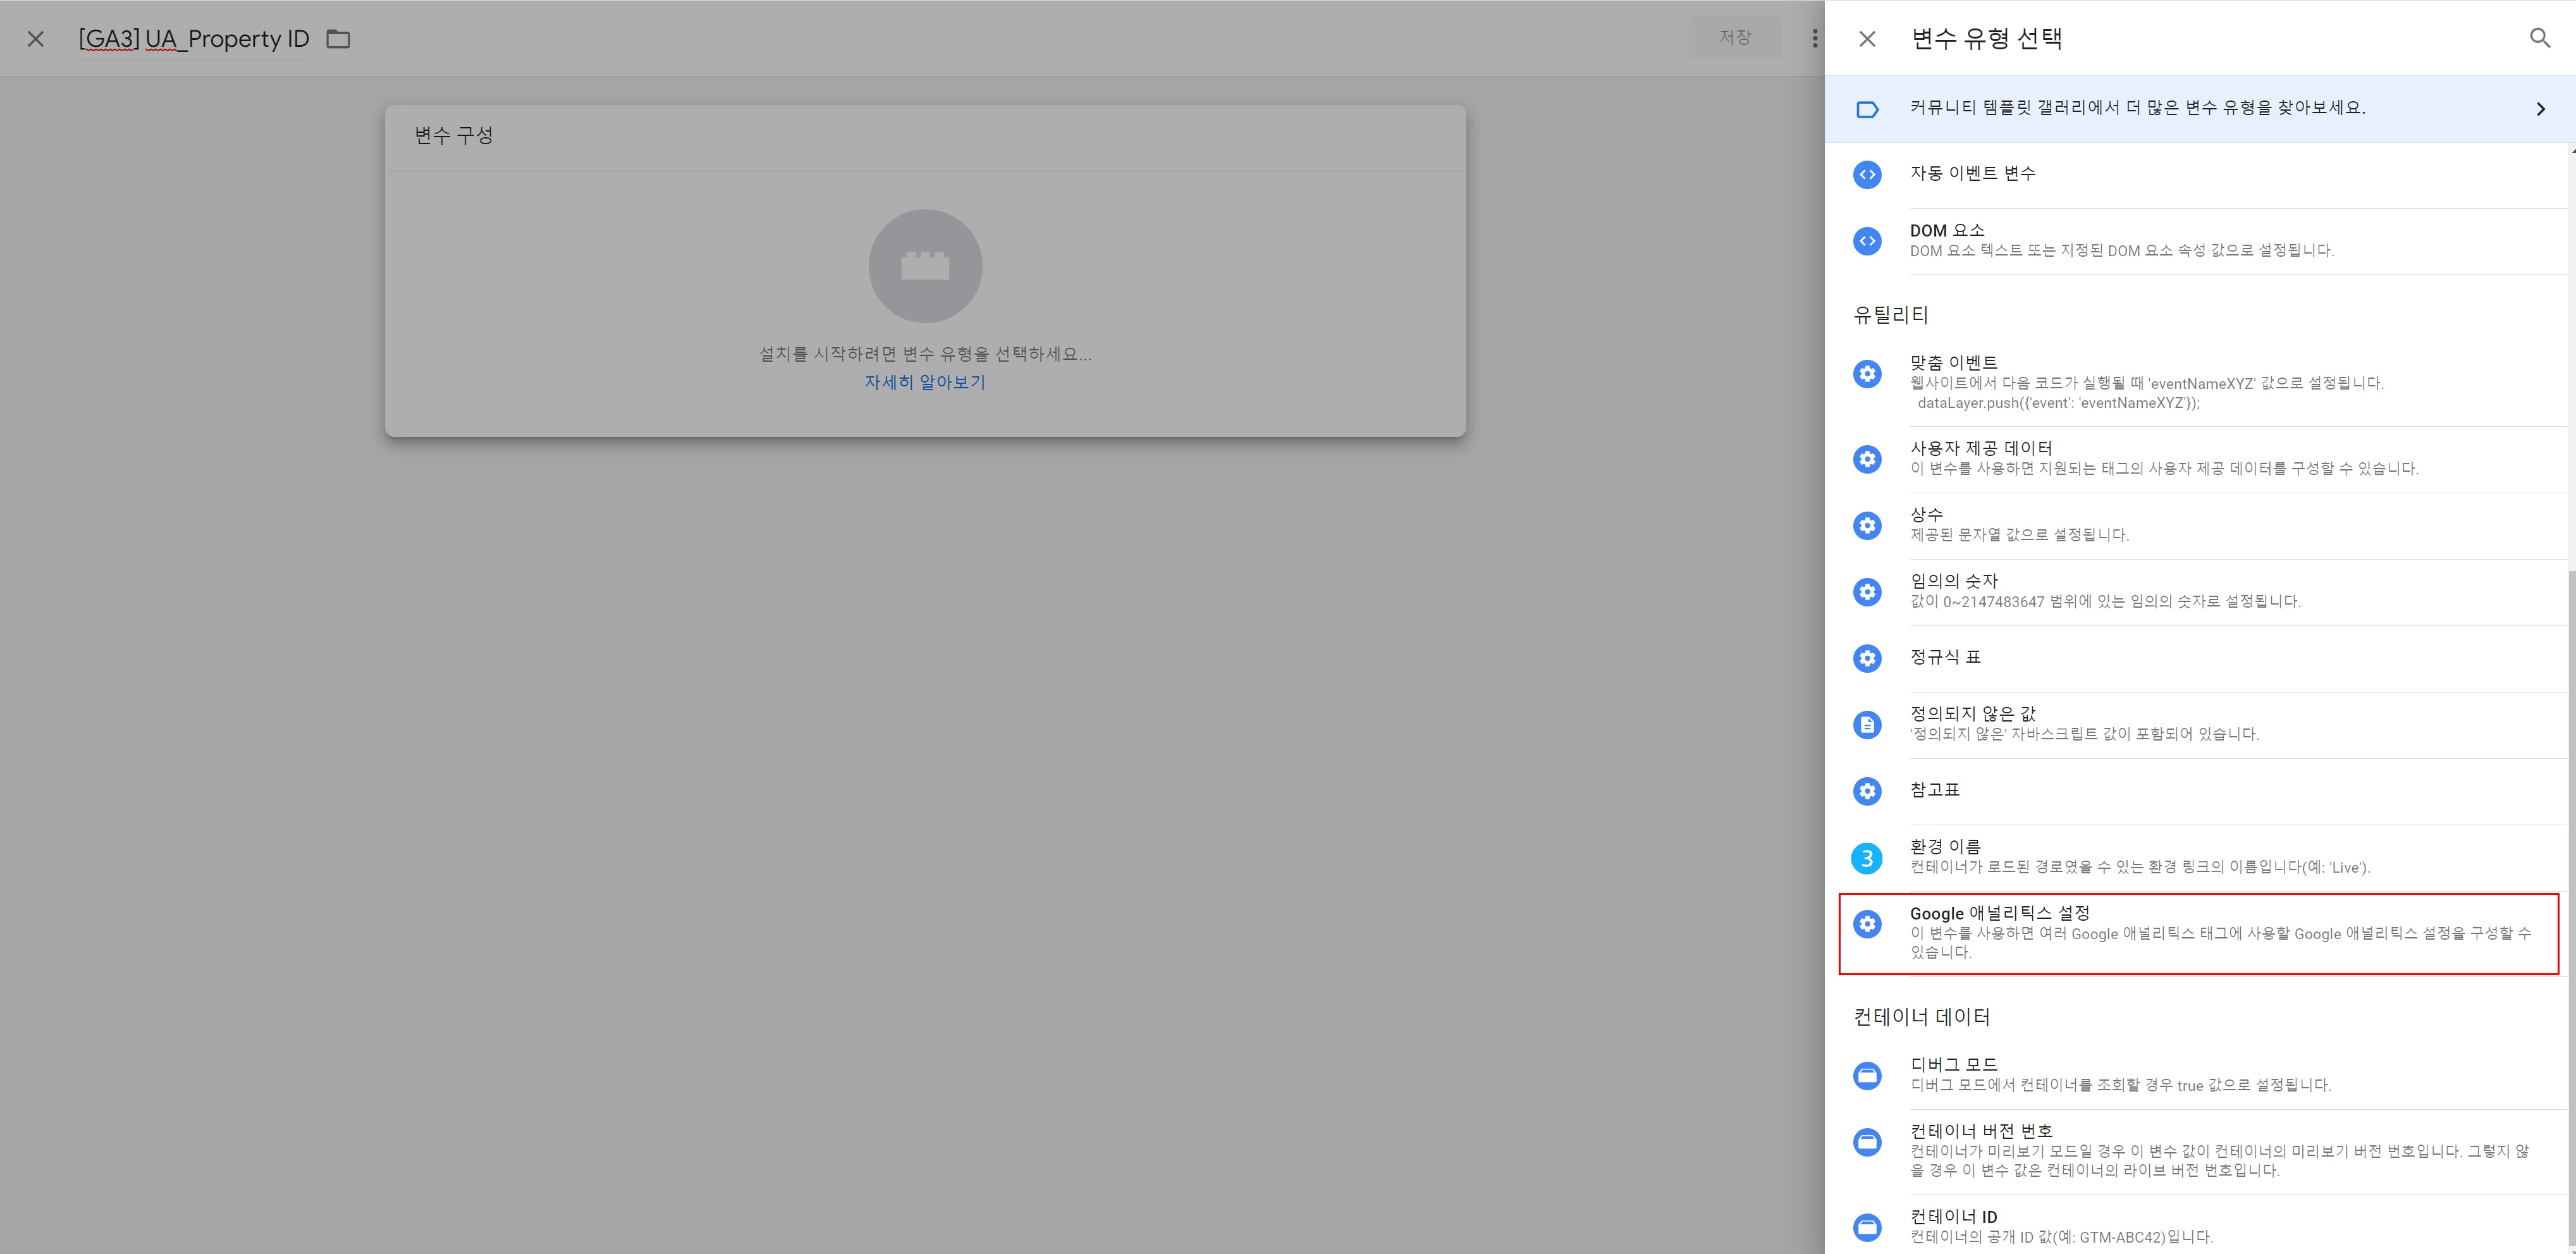 [GA3] UA_Property ID
저장
변수 구성
설치를 시작하려면 변수 유형을 선택하세요...
자세히 알아보기
변수 유형 선택
커뮤니티 템플릿 갤러리에서 더 많은 변수 유형을 찾아보세요.
자동 이벤트 변수
DOM 요소
DOM 요소 텍스트 또는 지정된 DOM 요소 속성 값으로 설정됩니다.
유틸리티
맞춤 이벤트
웹사이트에서 다음 코드가 실행될 때 'eventNameXYZ' 값으로 설정됩니다.
dataLayer.push({'event': 'eventNameXYZ'});
사용자 제공 데이터
이 변수를 사용하면 지원되는 태그의 사용자 제공 데이터를 구성할 수 있습니다.
상수
제공된 문자열 값으로 설정됩니다.
임의의 숫자
값이 0~2147483647 범위에 있는 임의의 숫자로 설정됩니다.
정규식 표
정의되지 않은 값
'정의되지 않은' 자바스크립트 값이 포함되어 있습니다.
참고표
3
환경 이름
컨테이너가 로드된 경로였을 수 있는 환경 링크의 이름입니다(예: 'Live').
Google 애널리틱스 설정
이 변수를 사용하면 여러 Google 애널리틱스 태그에 사용할 Google 애널리틱스 설정을 구성할 수
있습니다.
컨테이너 데이터
디버그 모드
디버그 모드에서 컨테이너를 조회할 경우 true 값으로 설정됩니다.
컨테이너 버전 번호
컨테이너가 미리보기 모드일 경우 이 변수 값이 컨테이너의 미리보기 버전 번호입니다. 그렇지 않
을 경우 이 변수 값은 컨테이너의 라이브 버전 번호입니다.
컨테이너 ID
컨테이너의 공개 ID 값(예: GTM-ABC42)입니다.